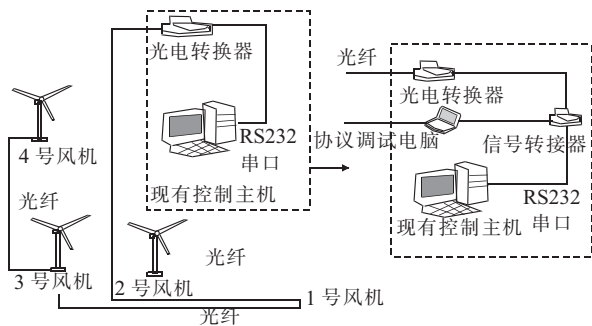 光电转换器
RS232
串口
现有控制主机
4 号风机
光纤
3 号风机
2 号风机
光纤
1 号风机
光纤
光纤
光电转换器
协议调试电脑
信号转接器
RS232
串口
现有控制主机